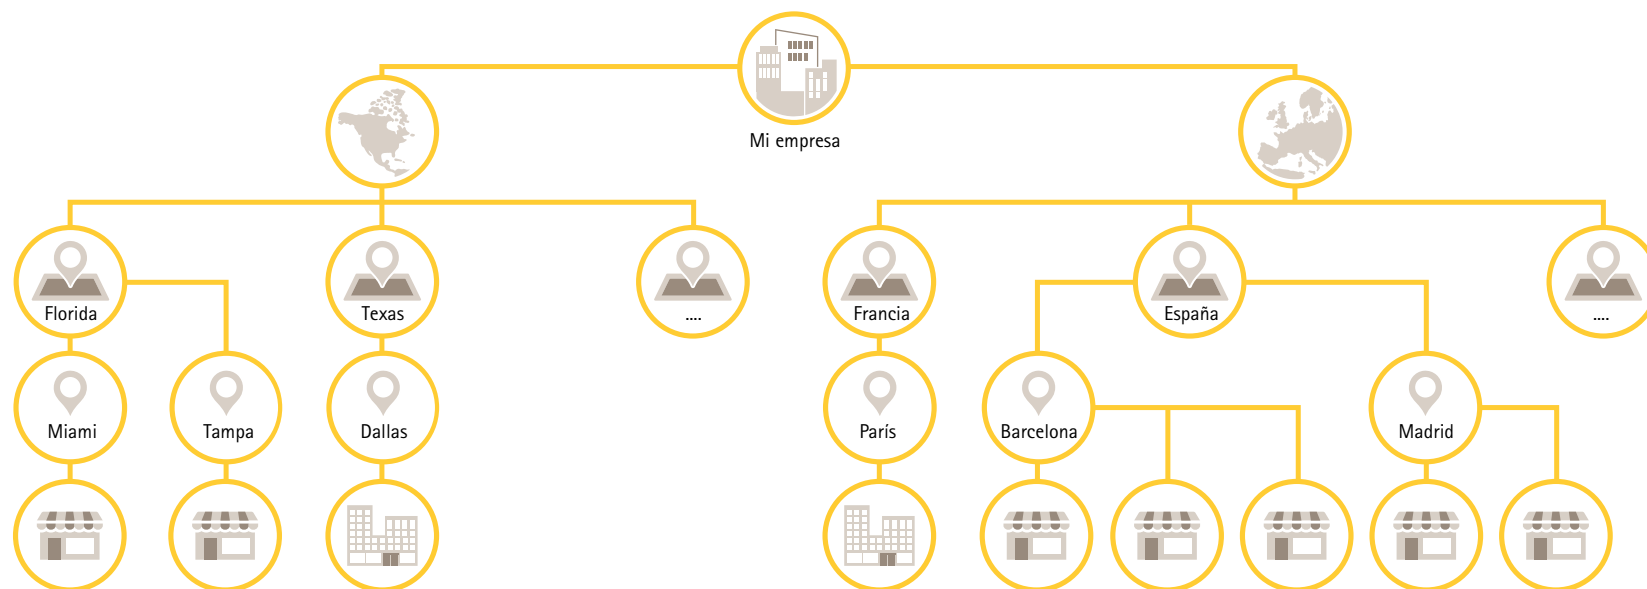 Mi empresa
Florida
Texas
....
Francia
España
....
Miami
Tampa
Dallas
París
Barcelona
Madrid